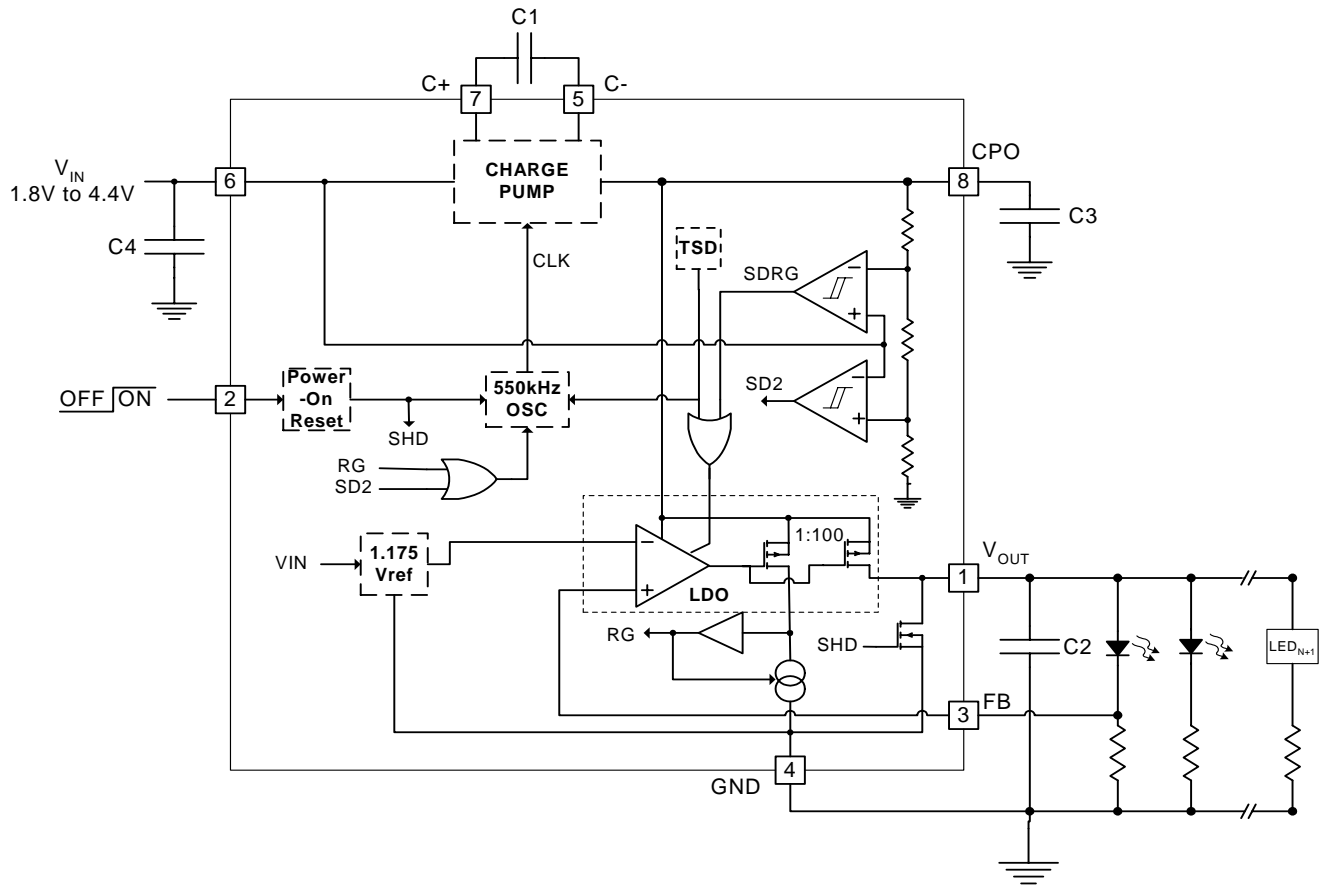 C1
C+
7
5
C-
V_IN
1.8V to 4.4V
6
CHARGE
PUMP
CPO
8
C3
C4
CLK
TSD
SDRG
−
+
OFF ON
2
Power
-On
Reset
SHD
550kHz
OSC
SD2
−
+
RG
SD2
VIN
1.175
Vref
−
+
LDO
1:100
V_OUT
1
RG
SHD
C2
LED_N+1
3
FB
GND
4